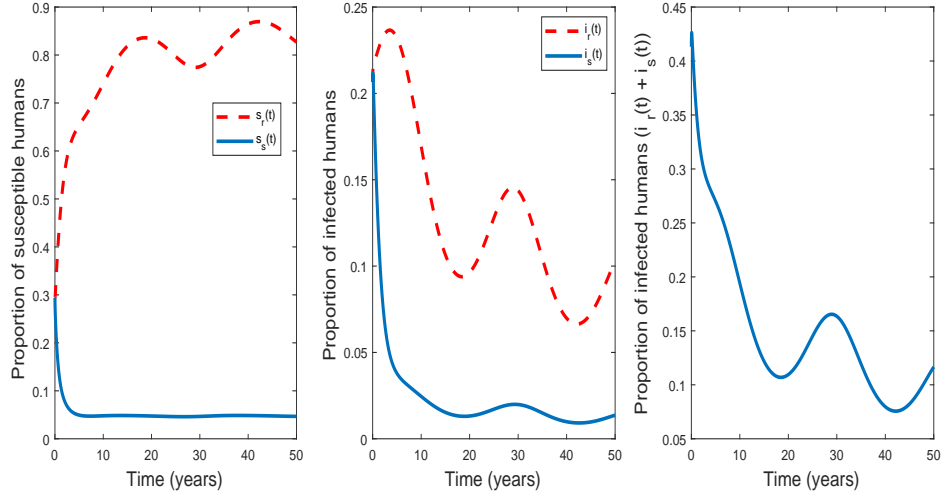 Proportion of susceptible humans
0.9
0.8
0.7
0.6
0.5
0.4
0.3
0.2
0.1
0
s_r(t)
s_s(t)
0 10 20 30 40 50
Time (years)
Proportion of infected humans
0.25
0.2
0.15
0.1
0.05
0
i_r(t)
i_s(t)
0 10 20 30 40 50
Time (years)
Proportion of infected humans (i_r(t) + i_s(t))
0.45
0.4
0.35
0.3
0.25
0.2
0.15
0.1
0.05
0 10 20 30 40 50
Time (years)